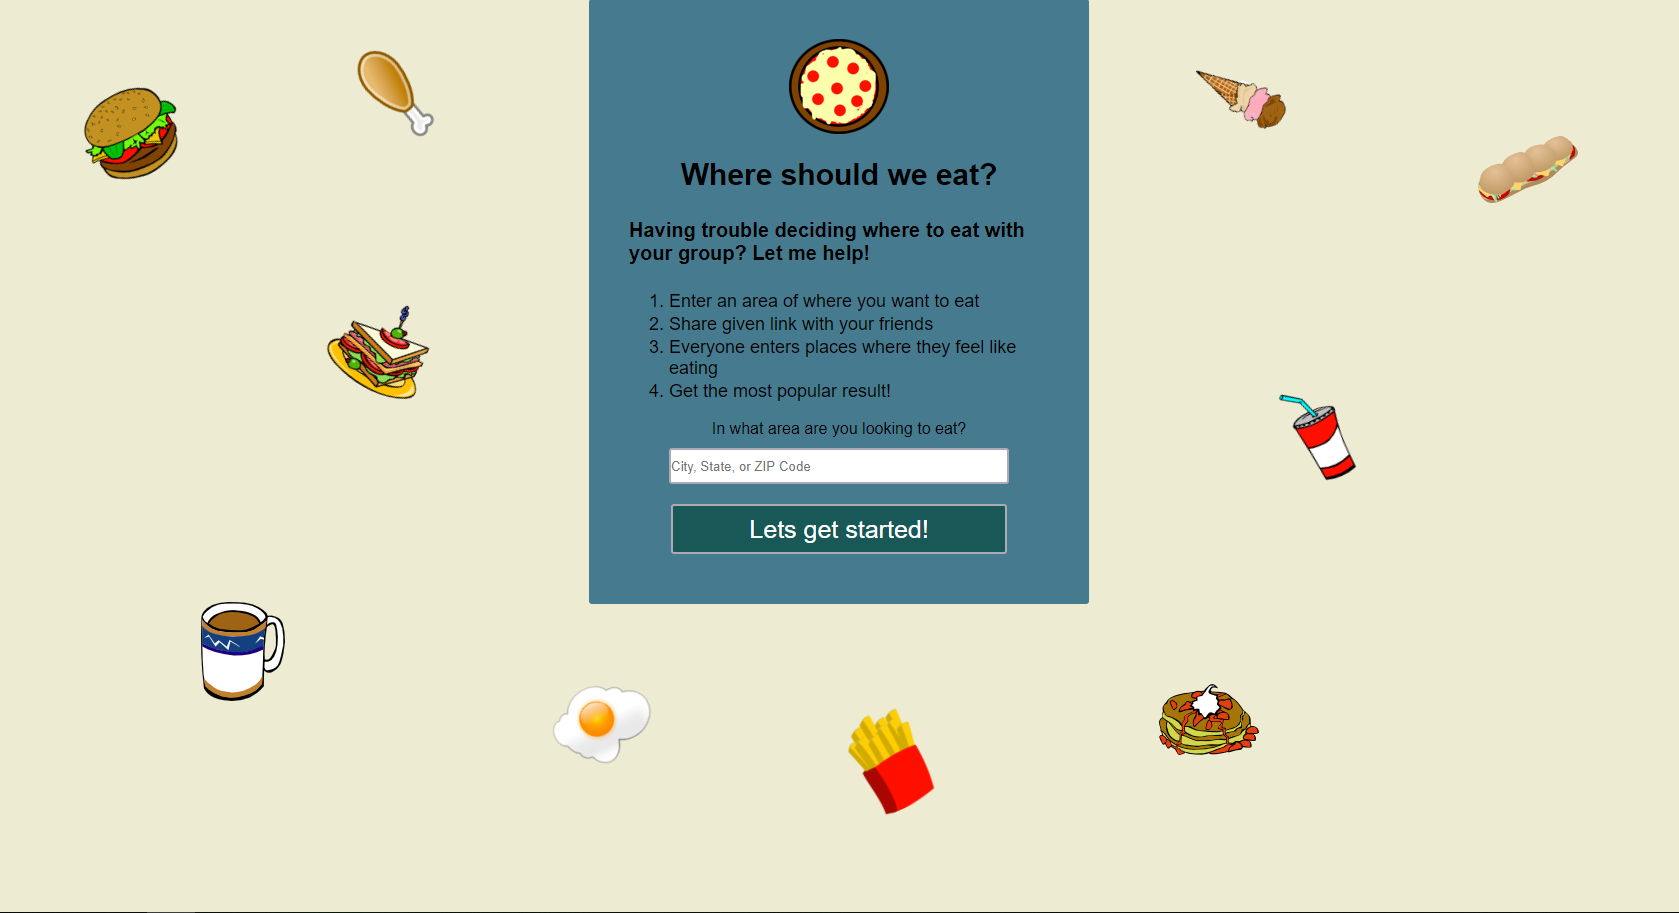 Where should we eat?
Having trouble deciding where to eat with
your group? Let me help!
1. Enter an area of where you want to eat
2. Share given link with your friends
3. Everyone enters places where they feel like
eating
4. Get the most popular result!
In what area are you looking to eat?
City, State, or ZIP Code
Lets get started!